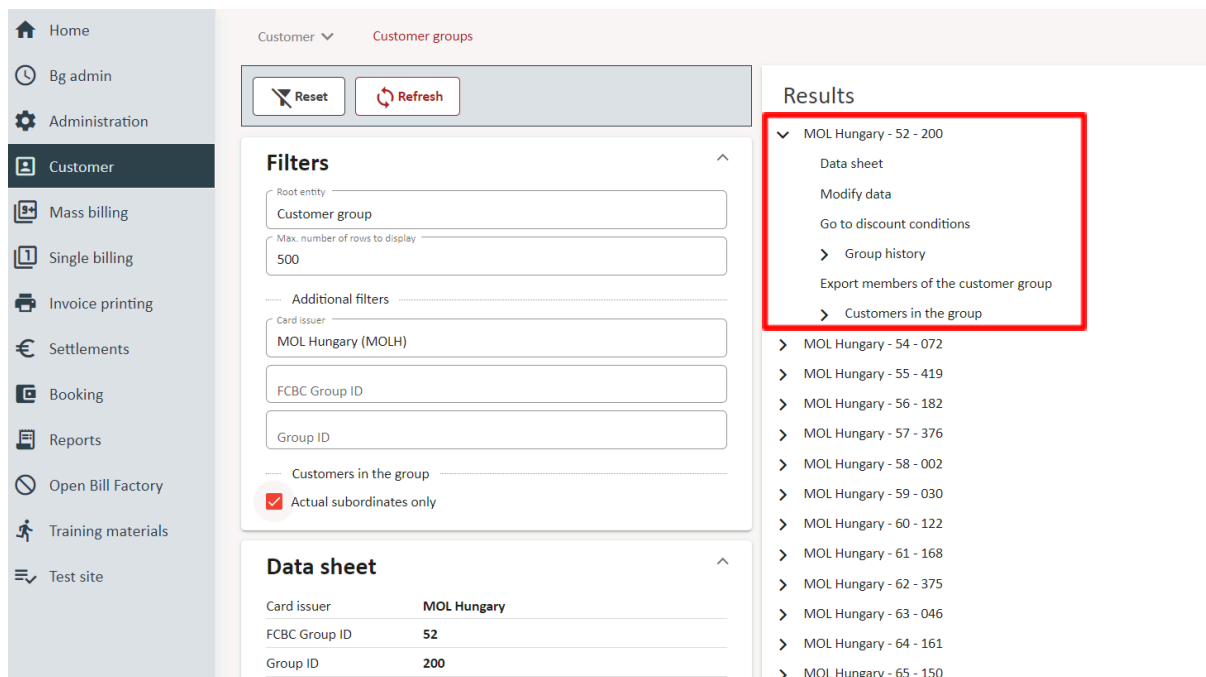 Home
Bg admin
Administration
Customer
Mass billing
Single billing
Invoice printing
Settlements
Booking
Reports
Open Bill Factory
Training materials
Test site
Customer
Customer groups
Reset
Refresh
Filters
Root entity
Customer group
Max. number of rows to display
500
Additional filters
Card issuer
MOL Hungary (MOLH)
FCBC Group ID
Group ID
Customers in the group
Actual subordinates only
Data sheet
Card issuer MOL Hungary
FCBC Group ID 52
Group ID 200
Results
MOL Hungary - 52 - 200
Data sheet
Modify data
Go to discount conditions
Group history
Export members of the customer group
Customers in the group
MOL Hungary - 54 - 072
MOL Hungary - 55 - 419
MOL Hungary - 56 - 182
MOL Hungary - 57 - 376
MOL Hungary - 58 - 002
MOL Hungary - 59 - 030
MOL Hungary - 60 - 122
MOL Hungary - 61 - 168
MOL Hungary - 62 - 375
MOL Hungary - 63 - 046
MOL Hungary - 64 - 161
MOL Hungary - 65 - 150